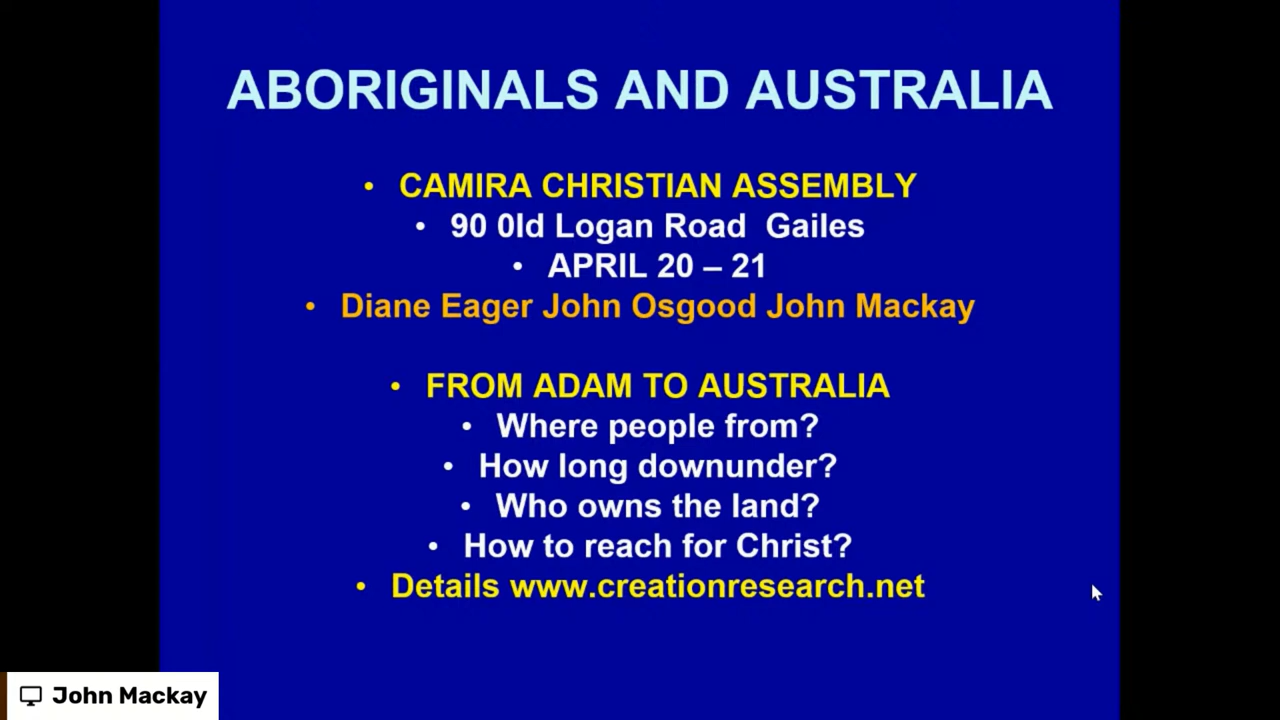 ABORIGINALS AND AUSTRALIA
• CAMIRA CHRISTIAN ASSEMBLY
• 90 0ld Logan Road  Gailes
• APRIL 20 – 21
• Diane Eager John Osgood John Mackay
• FROM ADAM TO AUSTRALIA
• Where people from?
• How long downunder?
• Who owns the land?
• How to reach for Christ?
• Details www.creationresearch.net
John Mackay